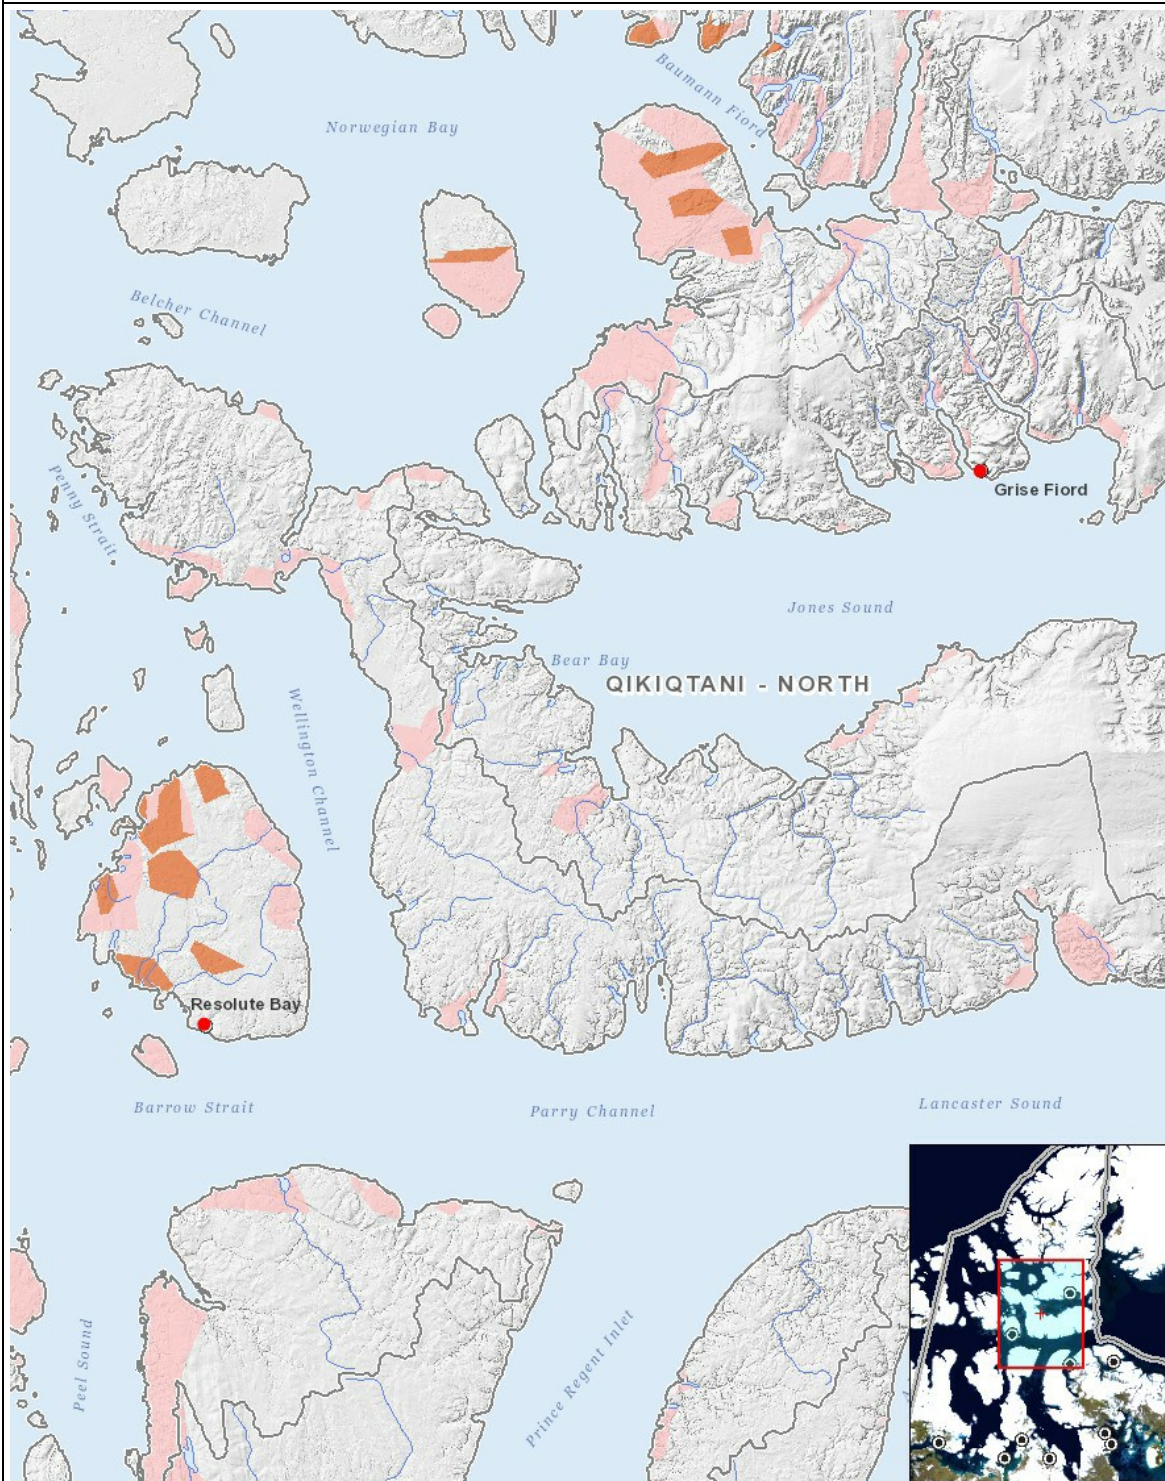 Baumann Fiord
Norwegian Bay
Belcher Channel
Penny Strait
Grise Fiord
Jones Sound
Bear Bay
QIKIQTANI - NORTH
Wellington Channel
Resolute Bay
Barrow Strait
Parry Channel
Lancaster Sound
Peel Sound
Prince Regent Inlet